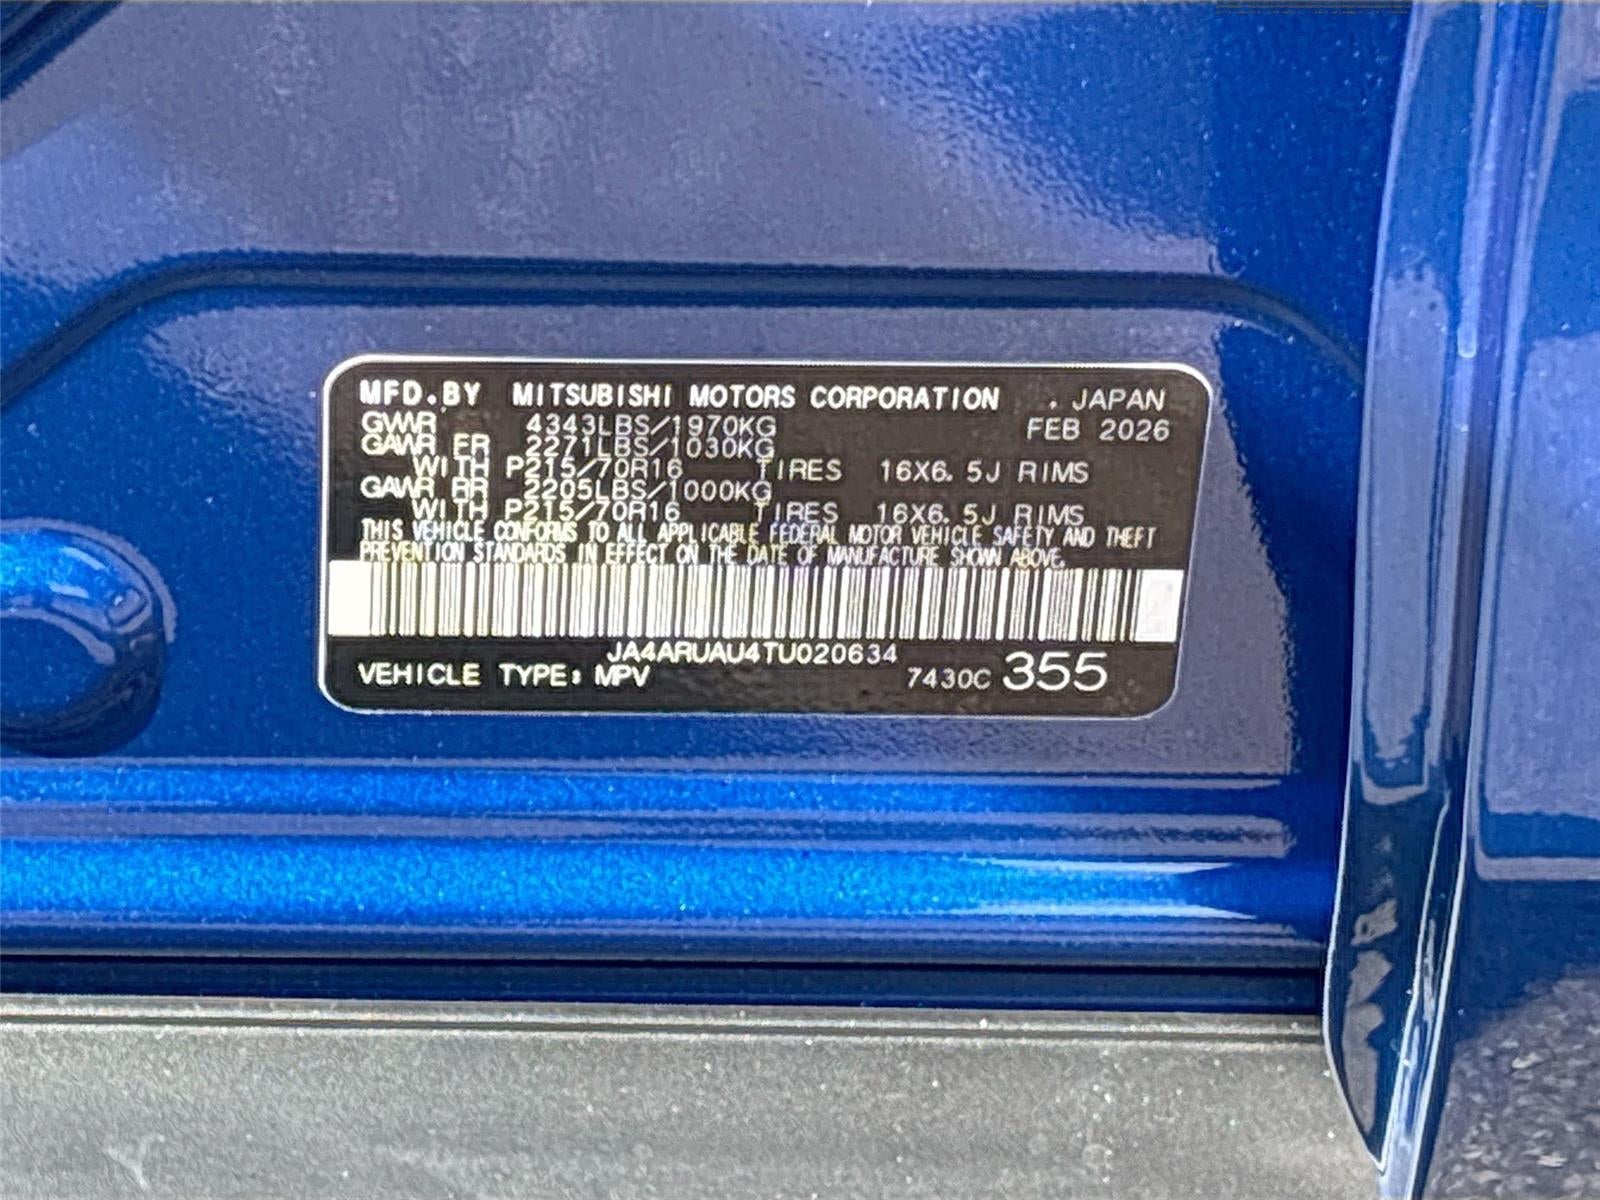 MFD.BY MITSUBISHI MOTORS CORPORATION . JAPAN
GWR 4343LBS/1970KG FEB 2026
GAWR FR 2271LBS/1030KG
WITH P215/70R16 TIRES 16X6.5J RIMS
GAWR RR 2205LBS/1000KG
WITH P215/70R16 TIRES 16X6.5J RIMS
THIS VEHICLE CONFORMS TO ALL APPLICABLE FEDERAL MOTOR VEHICLE SAFETY AND THEFT
PREVENTION STANDARDS IN EFFECT ON THE DATE OF MANUFACTURE SHOWN ABOVE.
JA4ARUAU4TU020634
VEHICLE TYPE: MPV 7430C 355